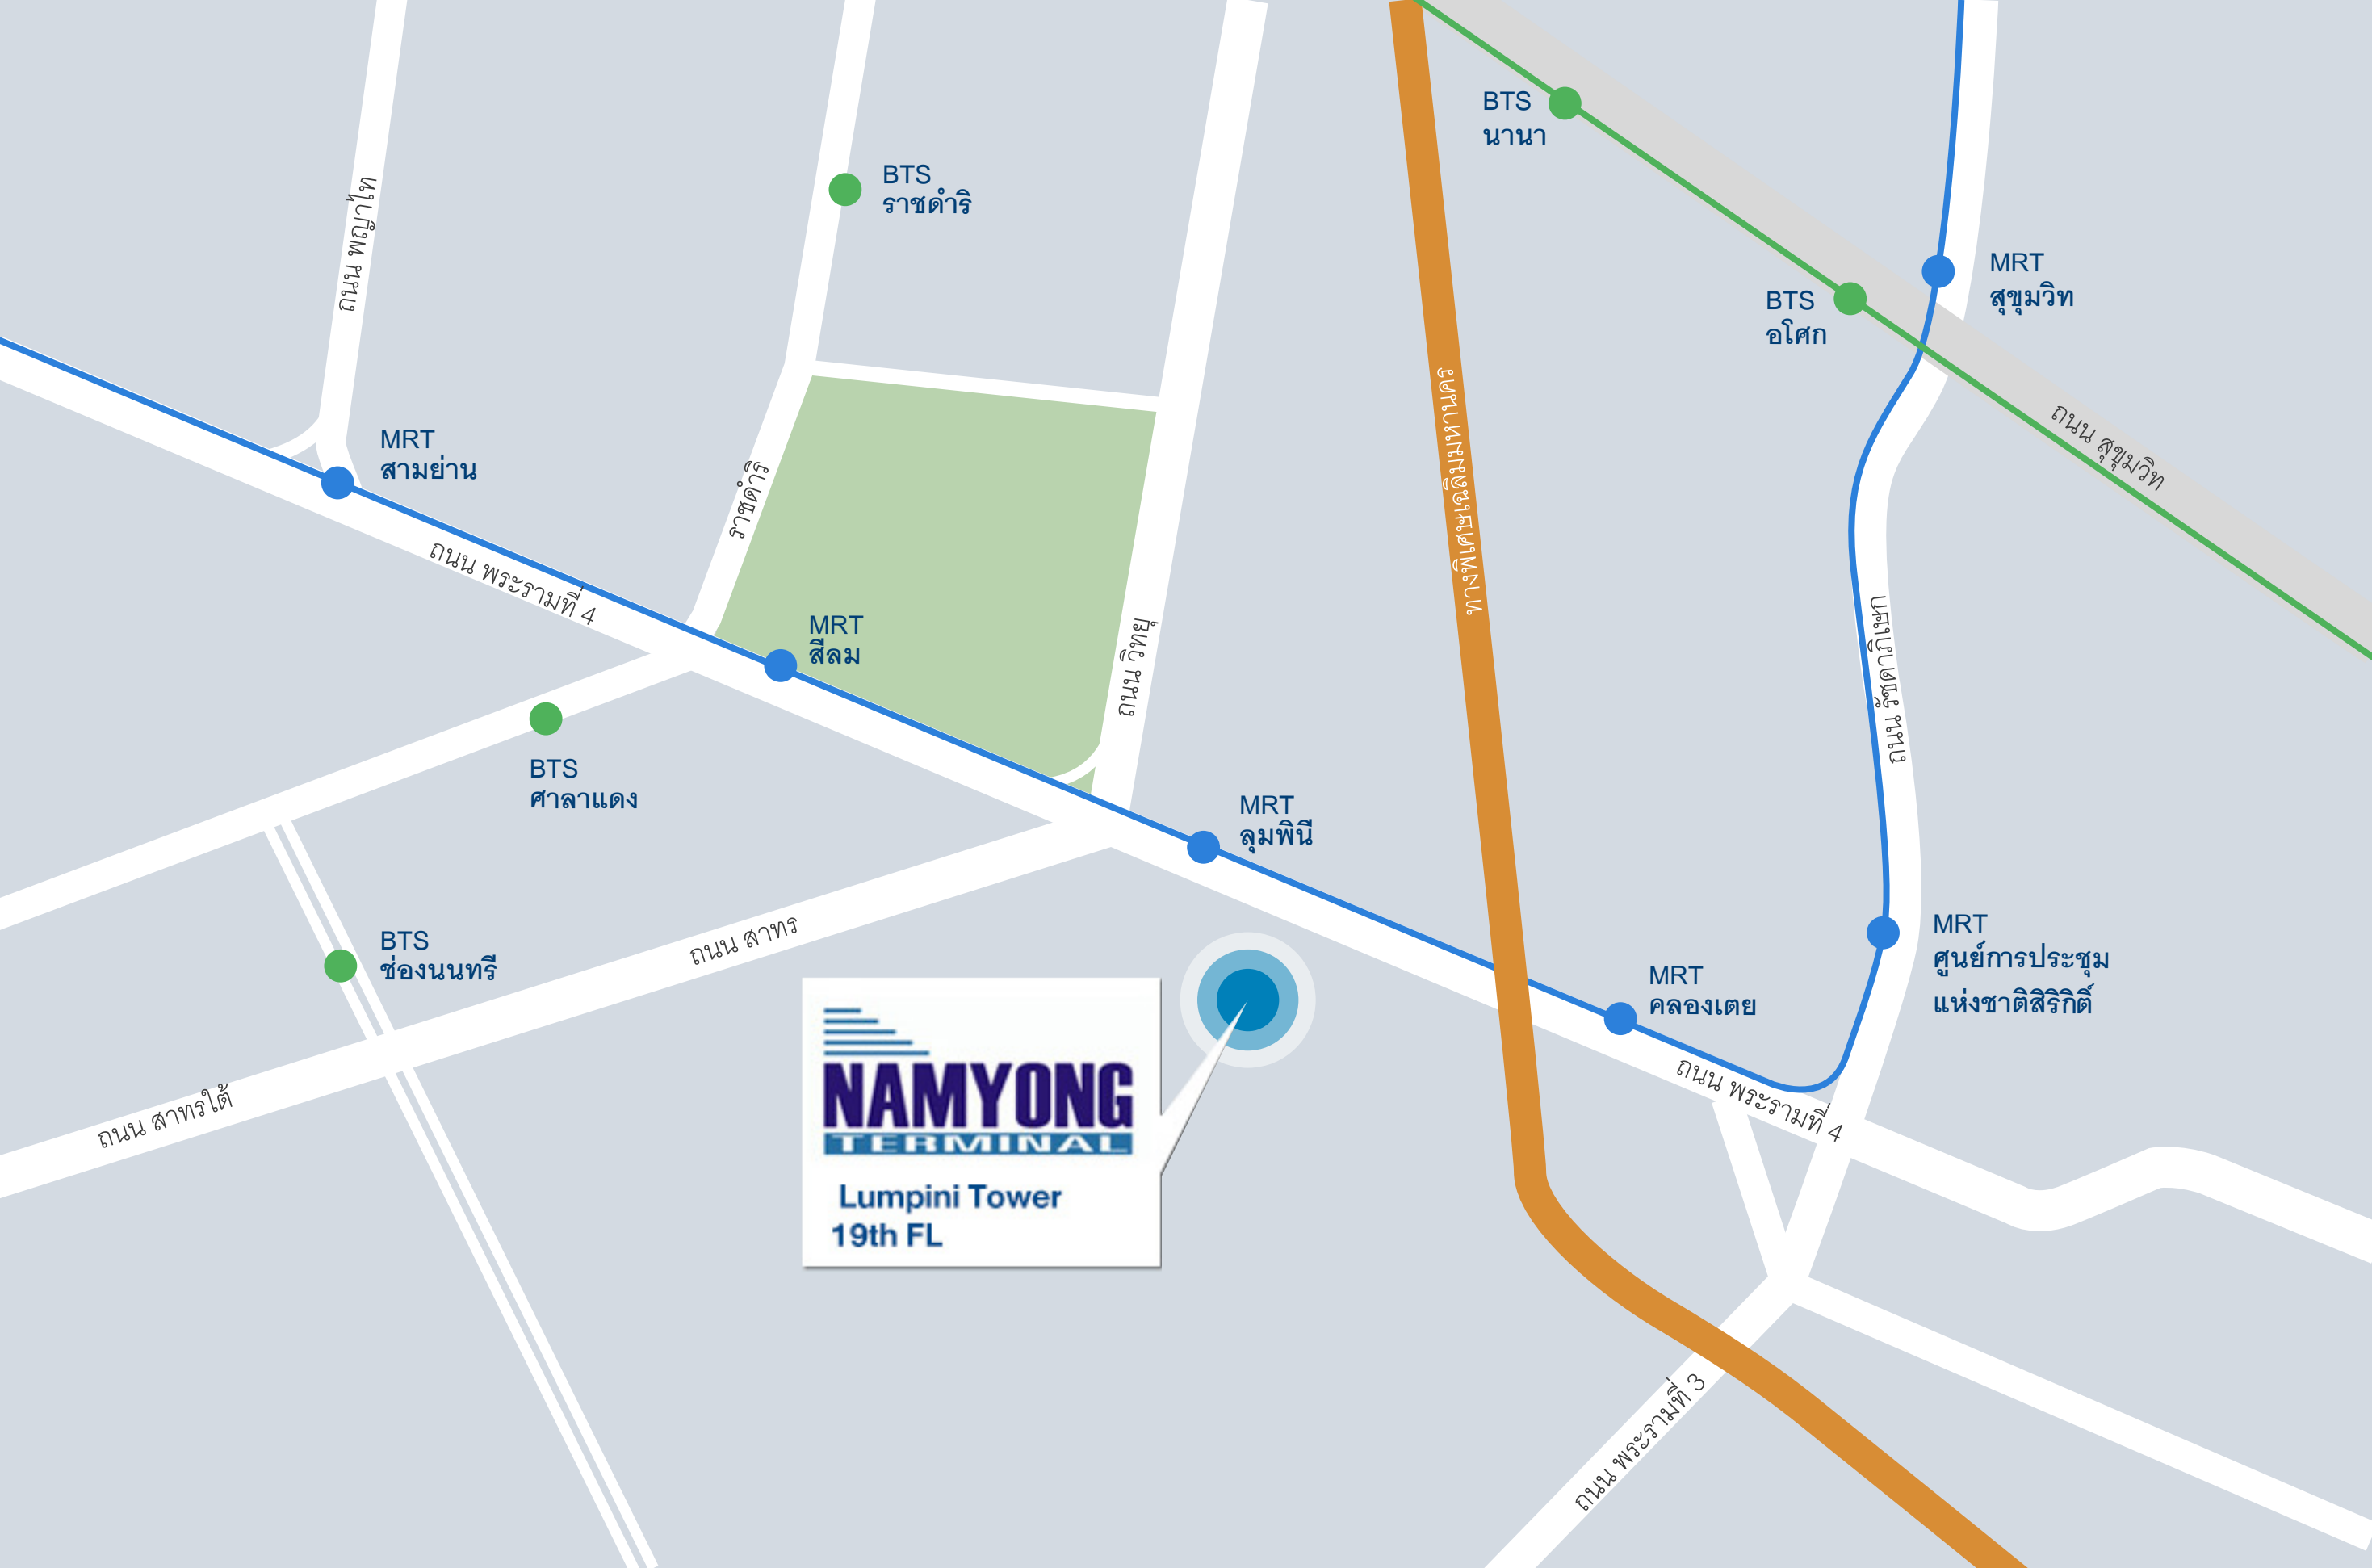 BTS
นานา
BTS
ราชดำริ
ถนน พญาไท
MRT
สุขุมวิท
BTS
อโศก
ถนน สุขุมวิท
ทางพิเศษเฉลิมมหานคร
MRT
สามย่าน
ราชดำริ
ถนน พระรามที่ 4
MRT
สีลม
ถนน วิทยุ
ถนน รัชดาภิเษก
BTS
ศาลาแดง
MRT
ลุมพินี
BTS
ช่องนนทรี
ถนน สาทร
MRT
ศูนย์การประชุม
แห่งชาติสิริกิติ์
MRT
คลองเตย
ถนน สาทรใต้
ถนน พระรามที่ 4
NAMYONG
TERMINAL
Lumpini Tower
19th FL
ถนน พระรามที่ 3